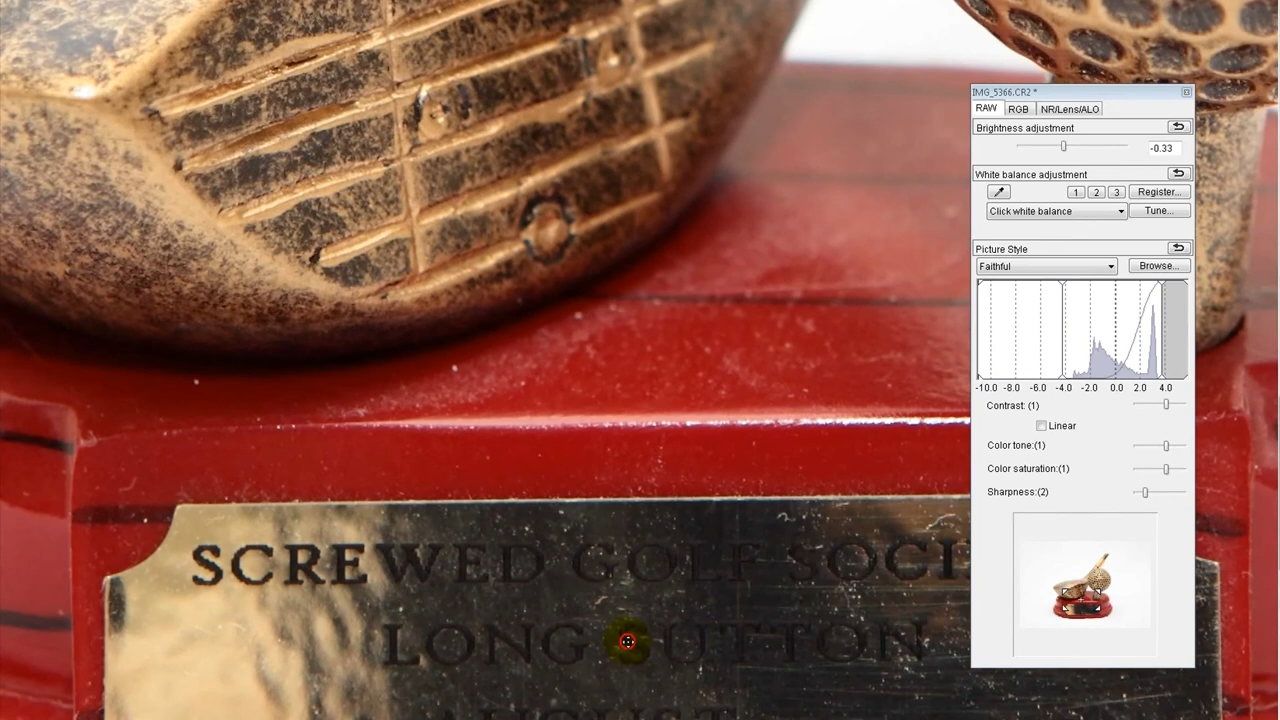 IMG_5366.CR2 *
RAW RGB NR/Lens/ALO
Brightness adjustment
-0.33
White balance adjustment
1 2 3 Register...
Click white balance Tune...
Picture Style
Faithful Browse...
-10.0 -8.0 -6.0 -4.0 -2.0 0.0 2.0 4.0
Contrast: (1)
Linear
Color tone:(1)
Color saturation:(1)
Sharpness:(2)
SCREWED GOLF SOCI
LONG UTTON